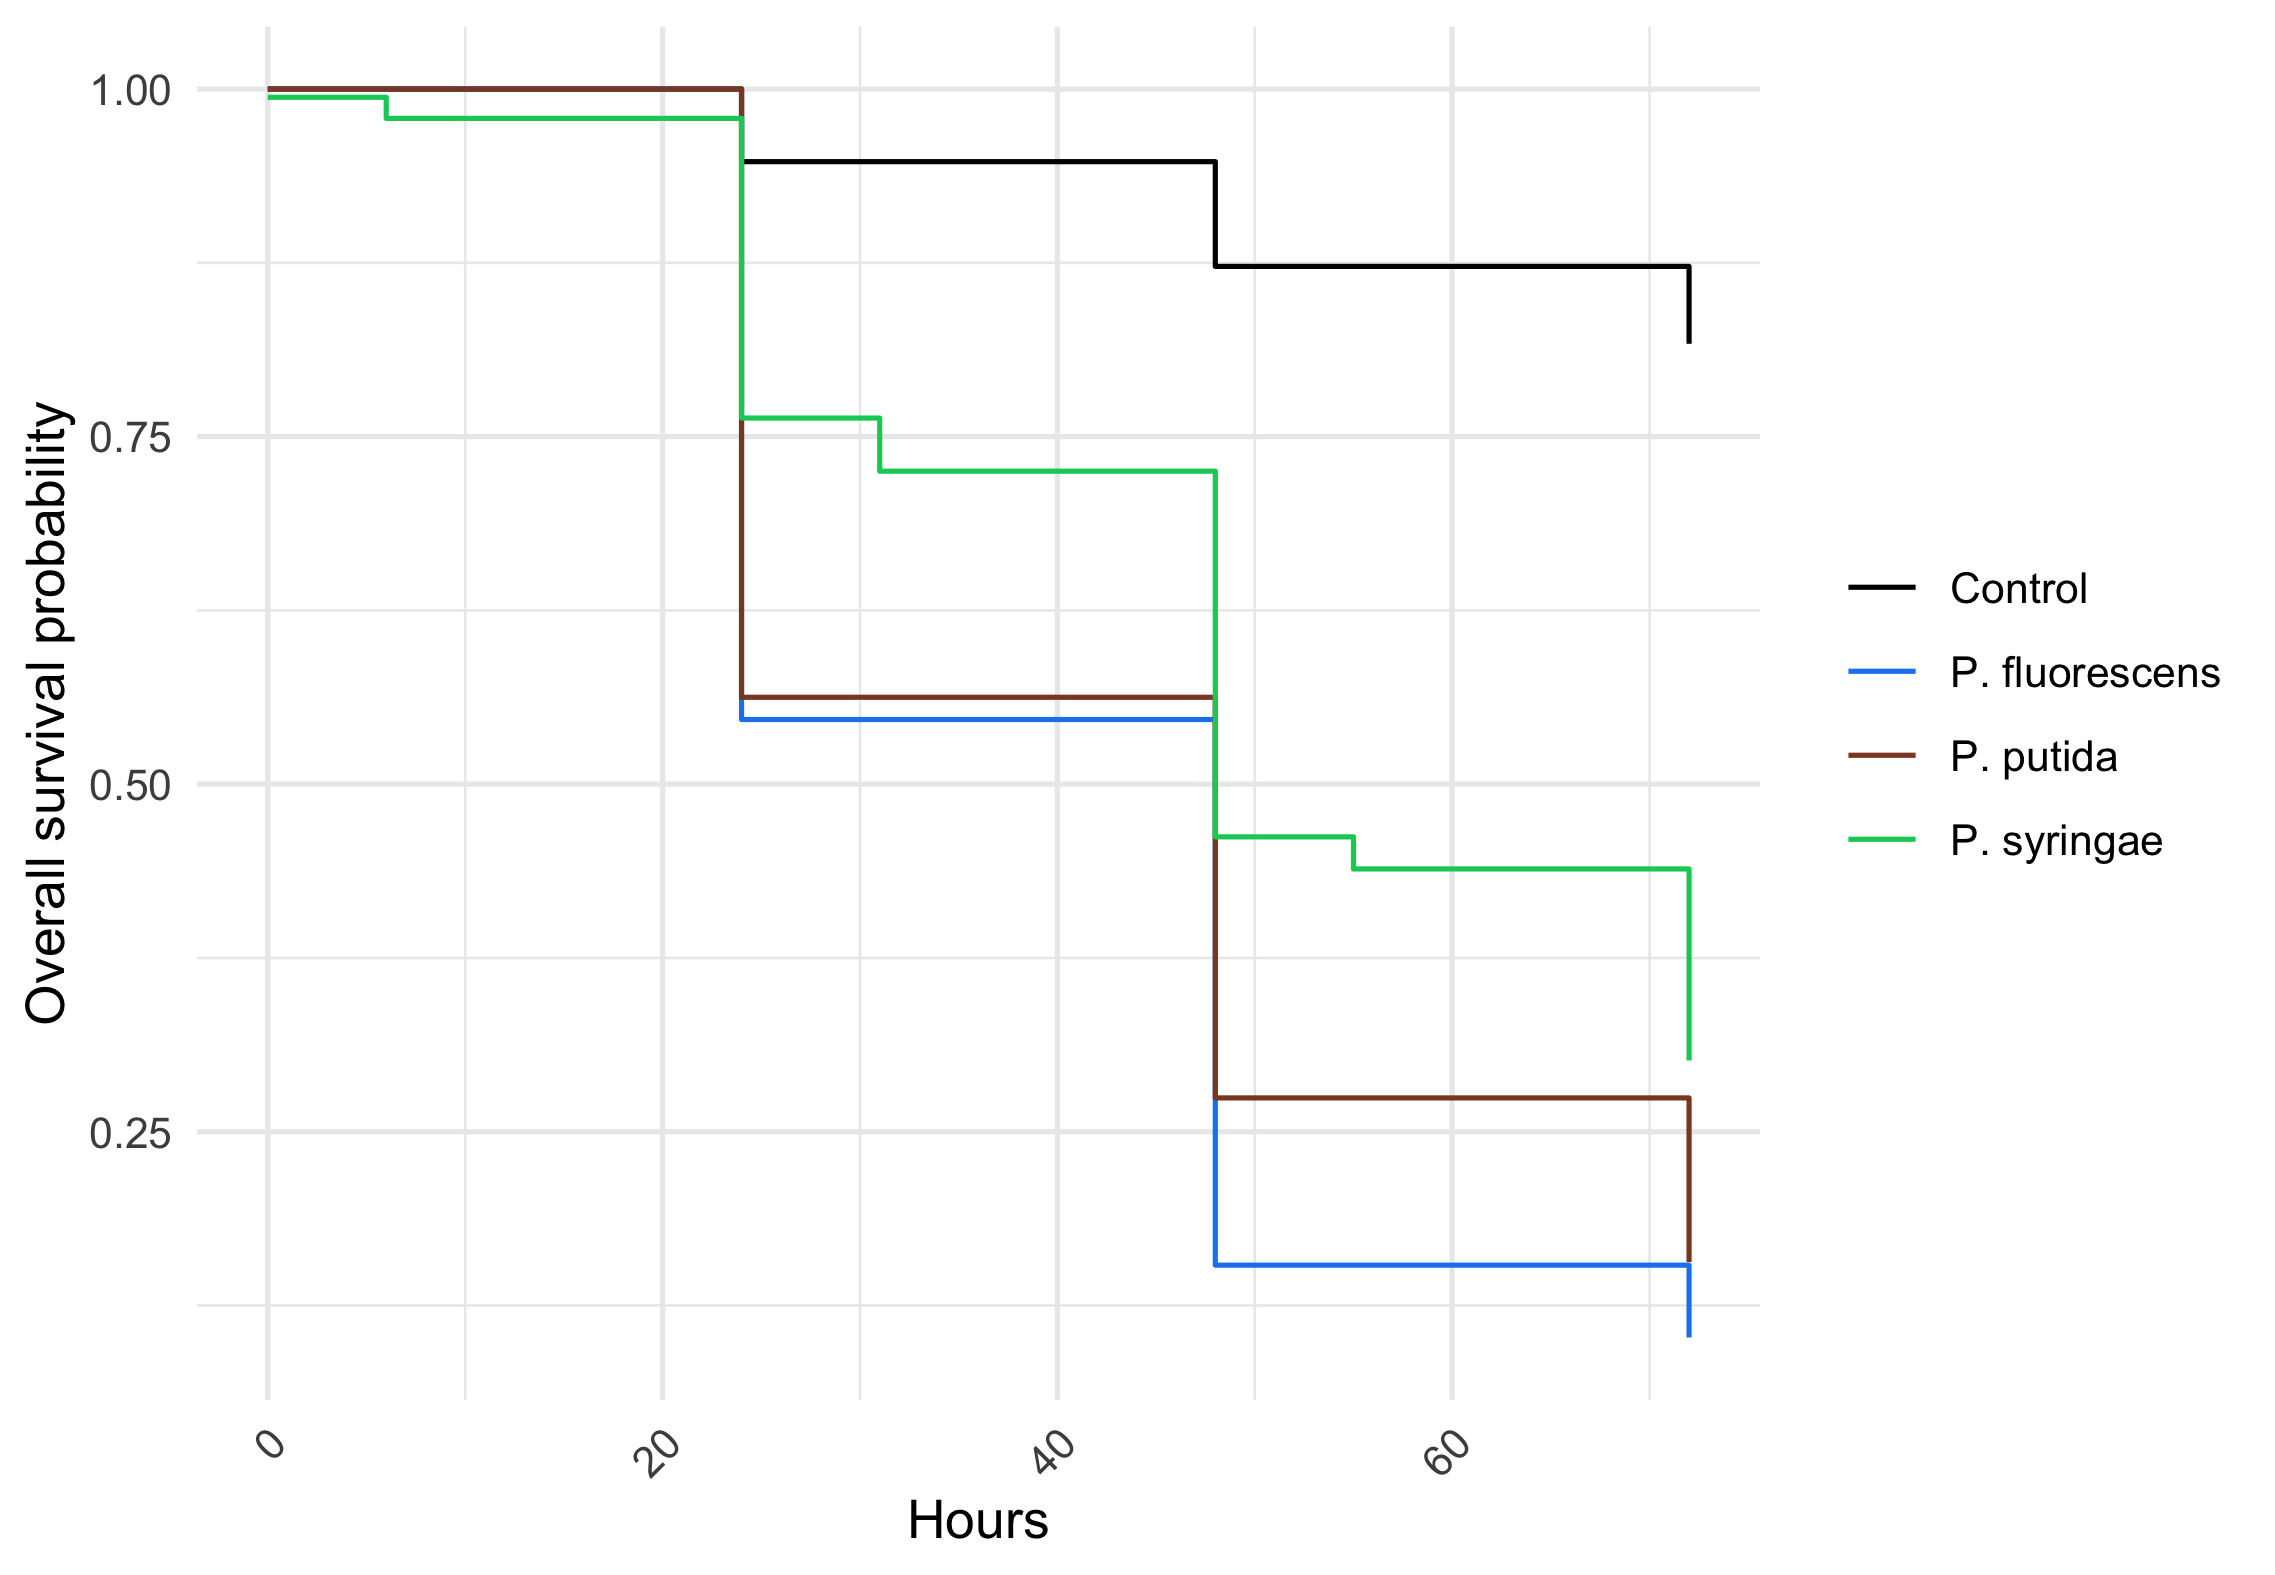 Overall survival probability
1.00
0.75
0.50
0.25
0
20
40
60
Hours
Control
P. fluorescens
P. putida
P. syringae